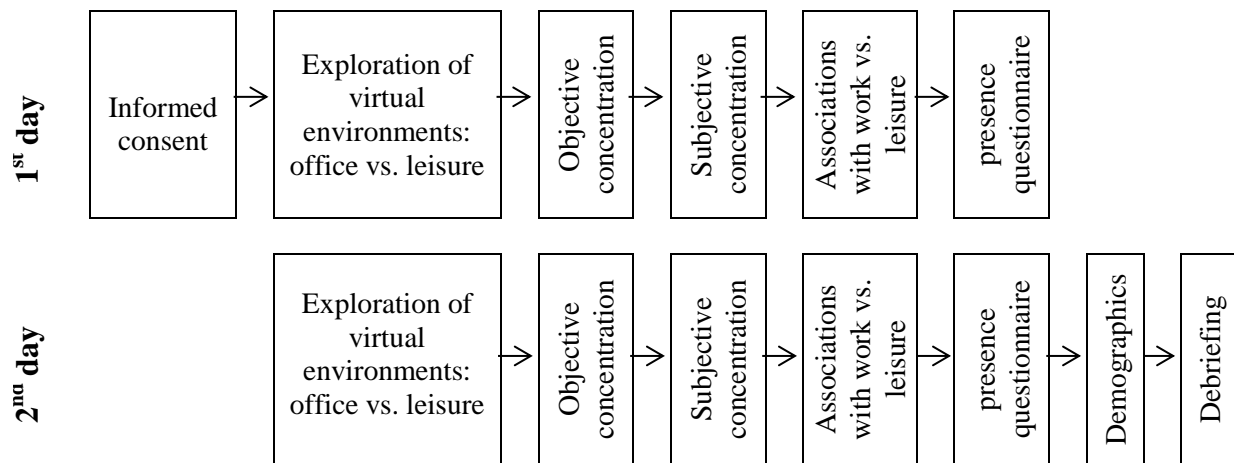 1st day
Informed
consent
Exploration of
virtual
environments:
office vs. leisure
Objective
concentration
Subjective
concentration
Associations
with work vs.
leisure
presence
questionnaire
2nd day
Exploration of
virtual
environments:
office vs. leisure
Objective
concentration
Subjective
concentration
Associations
with work vs.
leisure
presence
questionnaire
Demographics
Debriefing